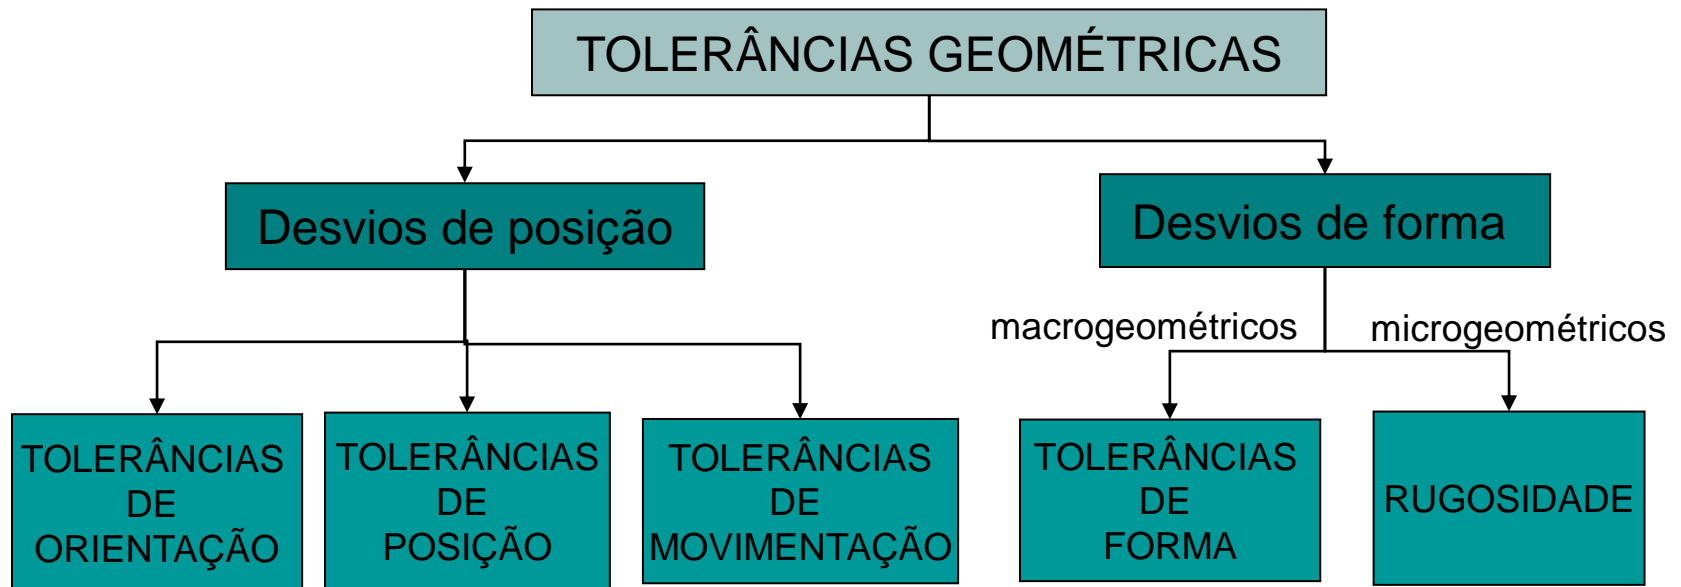 TOLERÂNCIAS GEOMÉTRICAS
Desvios de posição
Desvios de forma
macrogeométricos
microgeométricos
TOLERÂNCIAS
DE
ORIENTAÇÃO
TOLERÂNCIAS
DE
POSIÇÃO
TOLERÂNCIAS
DE
MOVIMENTAÇÃO
TOLERÂNCIAS
DE
FORMA
RUGOSIDADE